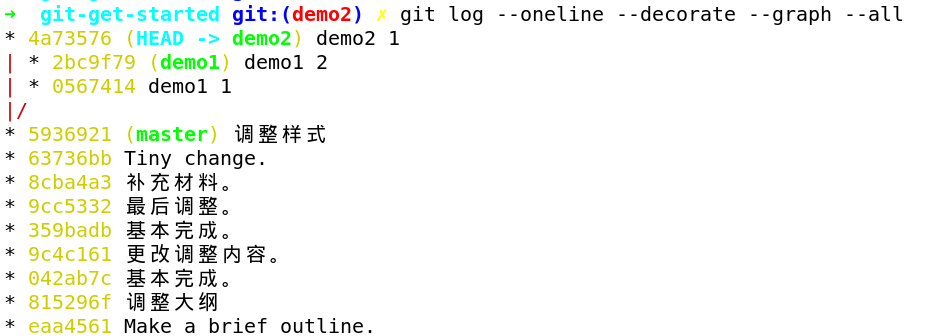 → git-get-started git:(demo2) ✗ git log --oneline --decorate --graph --all
* 4a73576 (HEAD -> demo2) demo2 1
| * 2bc9f79 (demo1) demo1 2
| * 0567414 demo1 1
|/
* 5936921 (master) 调整样式
* 63736bb Tiny change.
* 8cba4a3 补充材料。
* 9cc5332 最后调整。
* 359badb 基本完成。
* 9c4c161 更改调整内容。
* 042ab7c 基本完成。
* 815296f 调整大纲
* eaa4561 Make a brief outline.